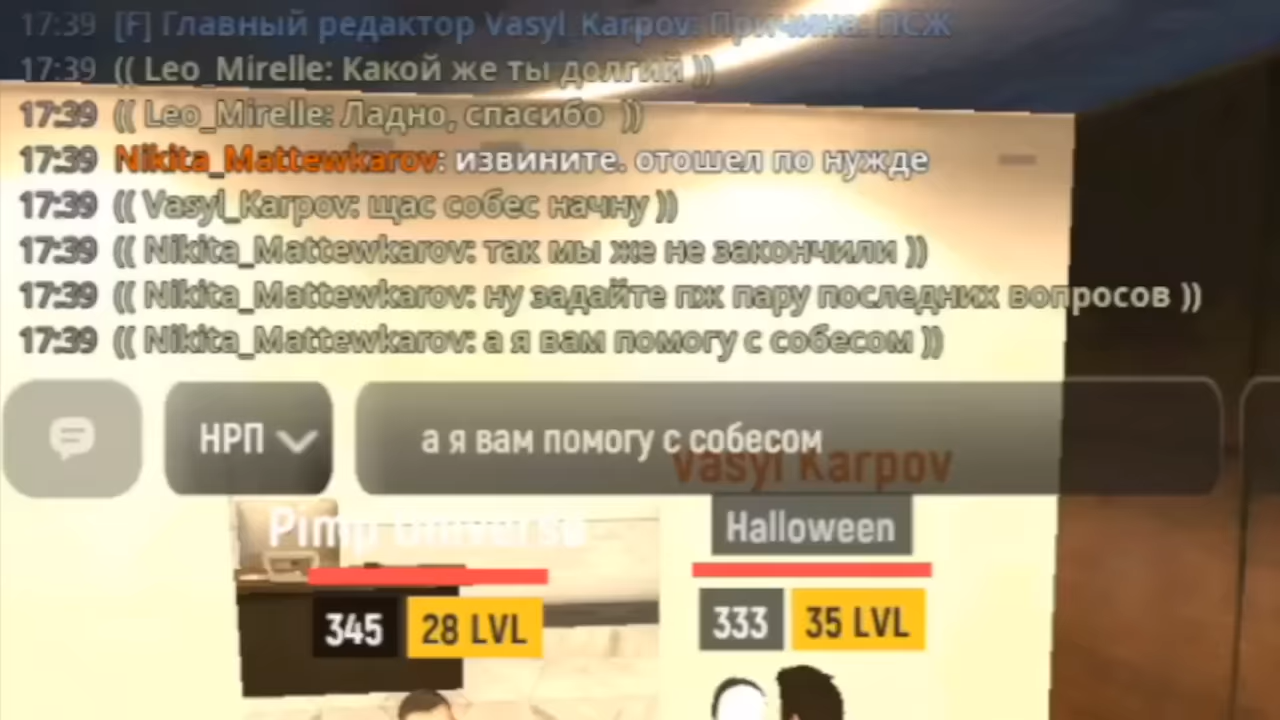 17:39 [F] Главный редактор Vasyl_Karpov: Причина: ПСЖ
17:39 (( Leo_Mirelle: Какой же ты долгий ))
17:39 (( Leo_Mirelle: Ладно, спасибо ))
17:39 Nikita_Mattewkarov: извините. отошел по нужде
17:39 (( Vasyl_Karpov: щас собес начну ))
17:39 (( Nikita_Mattewkarov: так мы же не закончили ))
17:39 (( Nikita_Mattewkarov: ну задайте пж пару последних вопросов ))
17:39 (( Nikita_Mattewkarov: а я вам помогу с собесом ))
НРП а я вам помогу с собесом
Vasyl Karpov
Pimp Universe Halloween
345 28 LVL 333 35 LVL